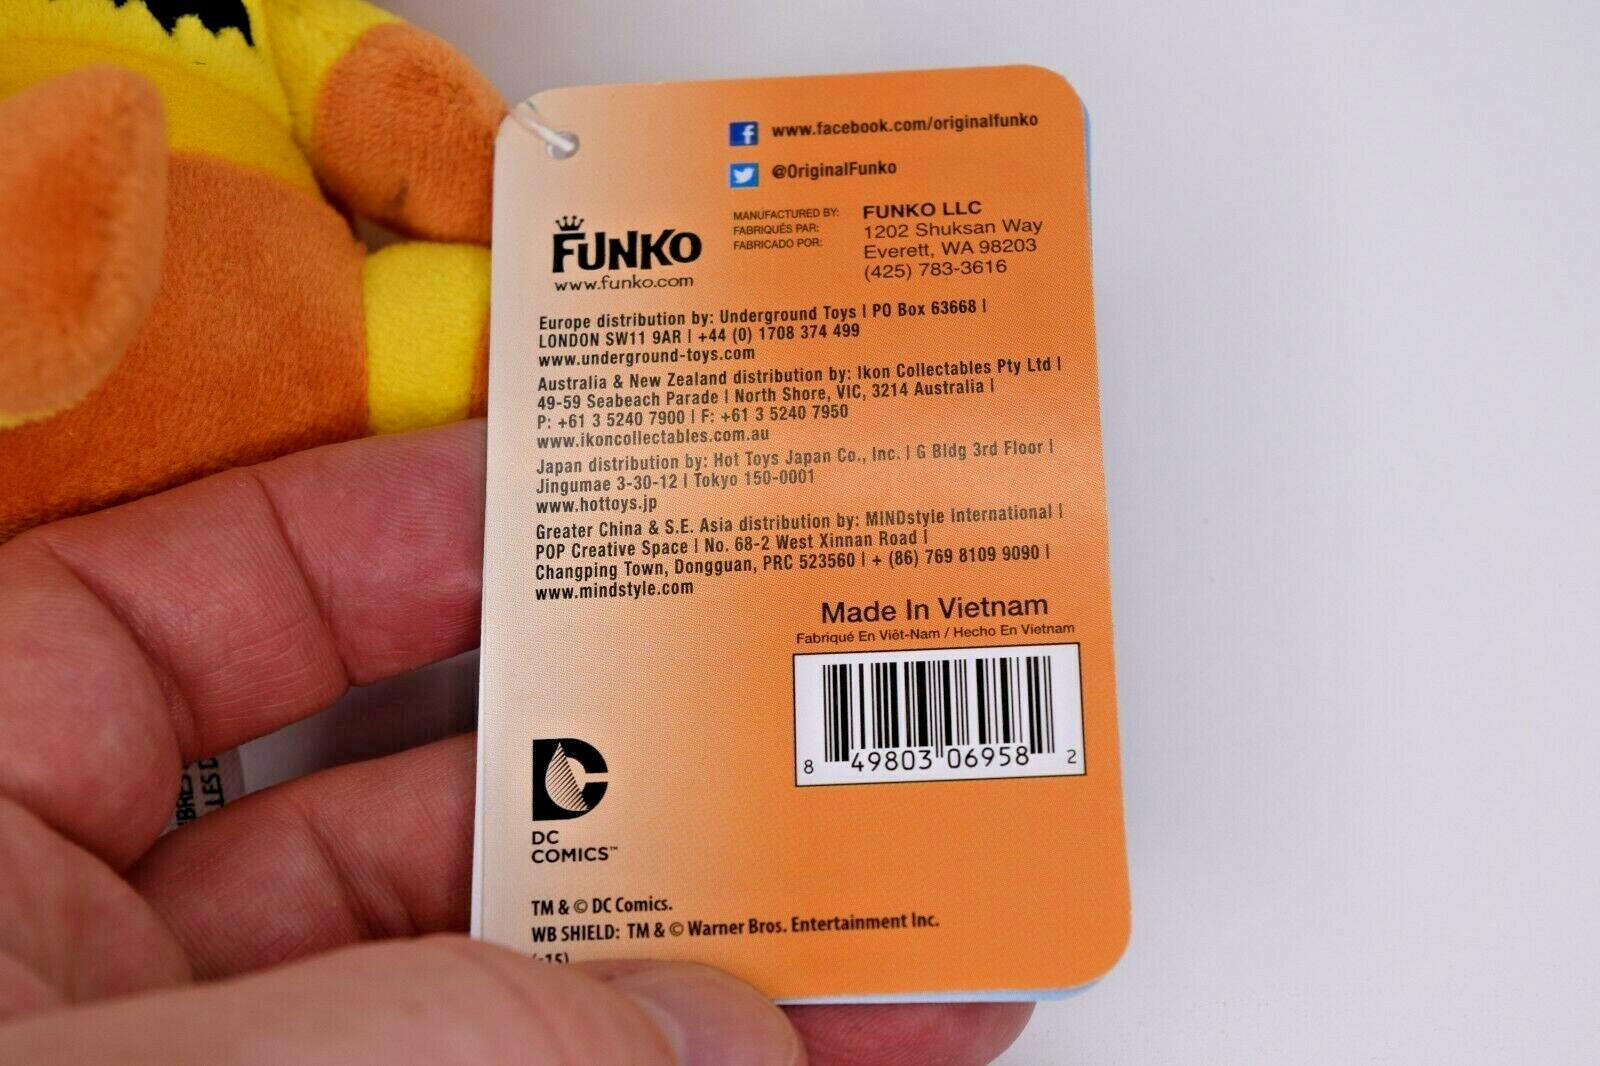 www.facebook.com/originalfunko
@OriginalFunko
FUNKO
www.funko.com
MANUFACTURED BY:
FABRIQUÉS PAR:
FABRICADO POR:
FUNKO LLC
1202 Shuksan Way
Everett, WA 98203
(425) 783-3616
Europe distribution by: Underground Toys | PO Box 63668 |
LONDON SW11 9AR | +44 (0) 1708 374 499
www.underground-toys.com
Australia & New Zealand distribution by: Ikon Collectables Pty Ltd |
49-59 Seabeach Parade | North Shore, VIC, 3214 Australia |
P: +61 3 5240 7900 | F: +61 3 5240 7950
www.ikoncollectables.com.au
Japan distribution by: Hot Toys Japan Co., Inc. | G Bldg 3rd Floor |
Jingumae 3-30-12 | Tokyo 150-0001
www.hottoys.jp
Greater China & S.E. Asia distribution by: MINDstyle International |
POP Creative Space | No. 68-2 West Xinnan Road |
Changping Town, Dongguan, PRC 523560 | + (86) 769 8109 9090 |
www.mindstyle.com
Made In Vietnam
Fabriqué En Viêt-Nam / Hecho En Vietnam
8 49803 06958 2
DC
COMICS™
TM & © DC Comics.
WB SHIELD: TM & © Warner Bros. Entertainment Inc.